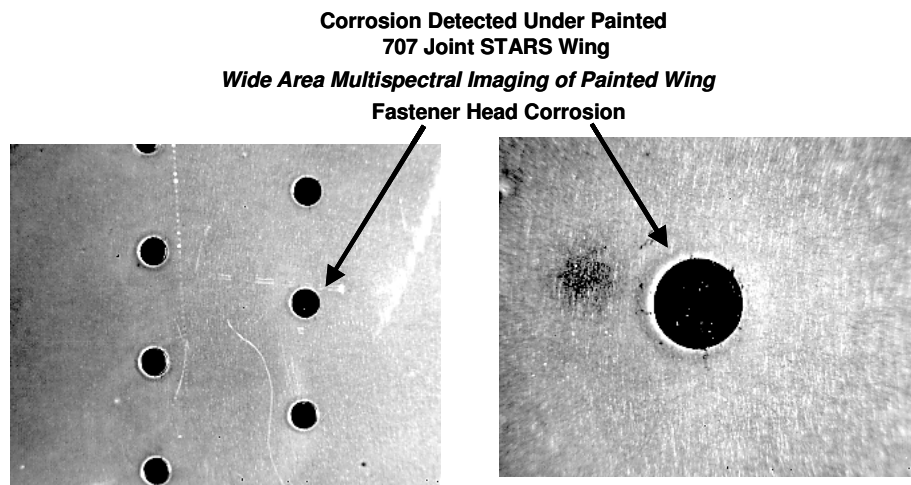 Corrosion Detected Under Painted
707 Joint STARS Wing
Wide Area Multispectral Imaging of Painted Wing
Fastener Head Corrosion